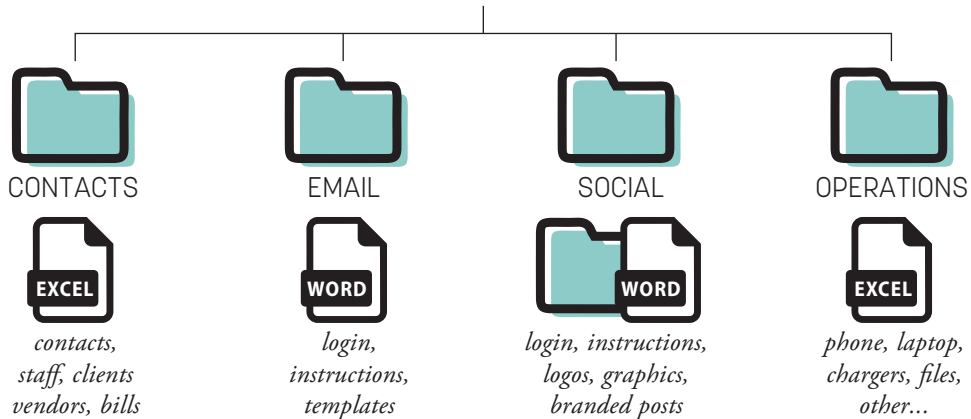 CONTACTS
EMAIL
SOCIAL
OPERATIONS
EXCEL
WORD
WORD
EXCEL
contacts,
staff, clients
vendors, bills
login,
instructions,
templates
login, instructions,
logos, graphics,
branded posts
phone, laptop,
chargers, files,
other...